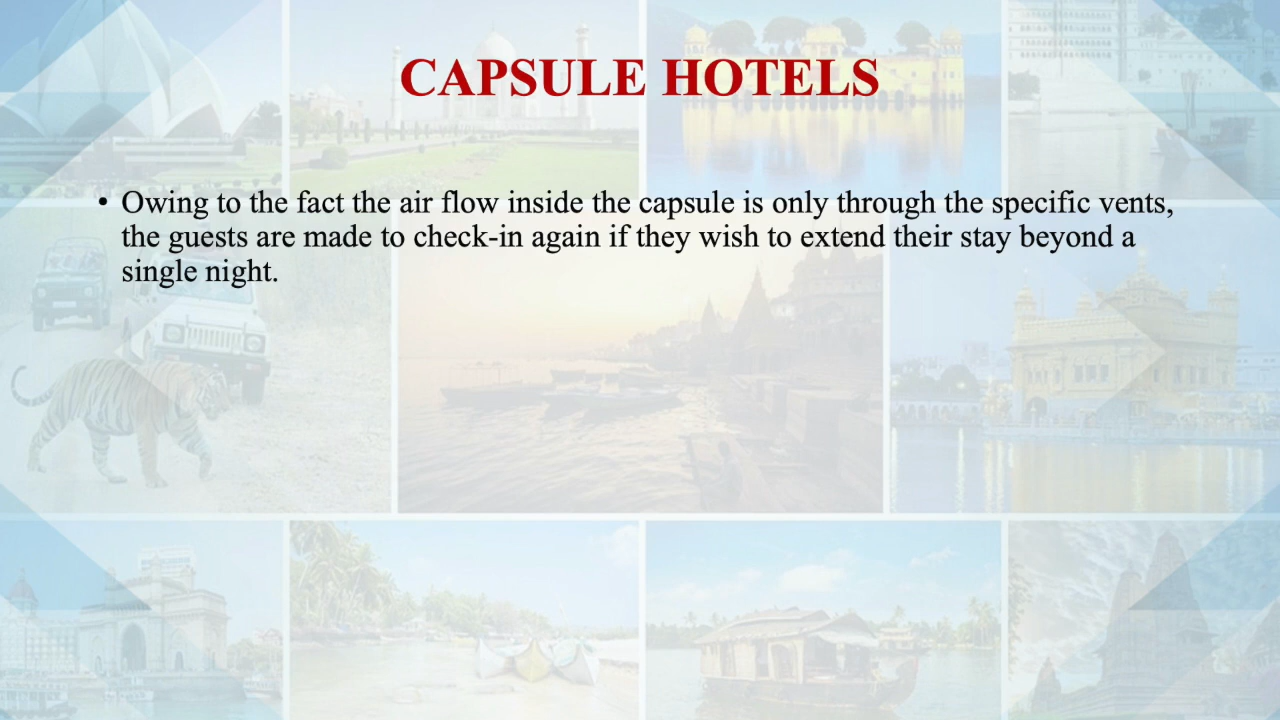 CAPSULE HOTELS
• Owing to the fact the air flow inside the capsule is only through the specific vents,
the guests are made to check-in again if they wish to extend their stay beyond a
single night.